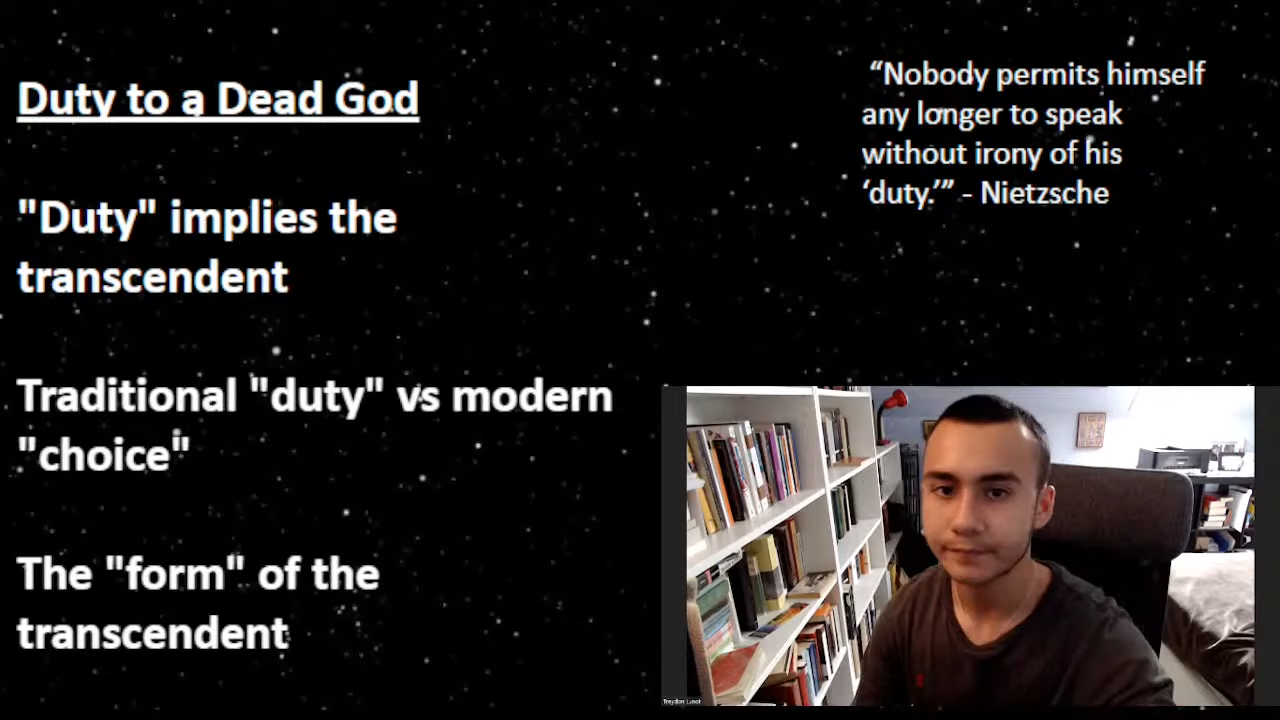 Duty to a Dead God
"Duty" implies the
transcendent
Traditional "duty" vs modern
"choice"
The "form" of the
transcendent
“Nobody permits himself
any longer to speak
without irony of his
‘duty.’” - Nietzsche